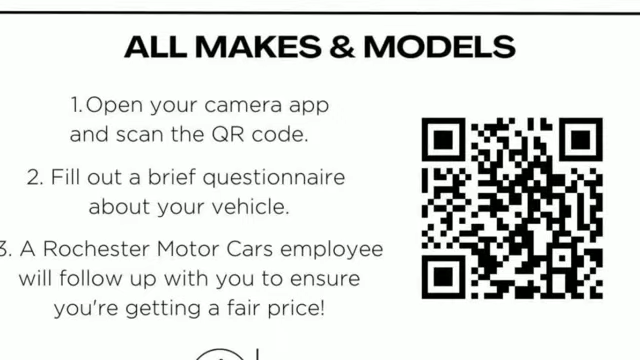 ALL MAKES & MODELS
1. Open your camera app
and scan the QR code.
2. Fill out a brief questionnaire
about your vehicle.
3. A Rochester Motor Cars employee
will follow up with you to ensure
you're getting a fair price!